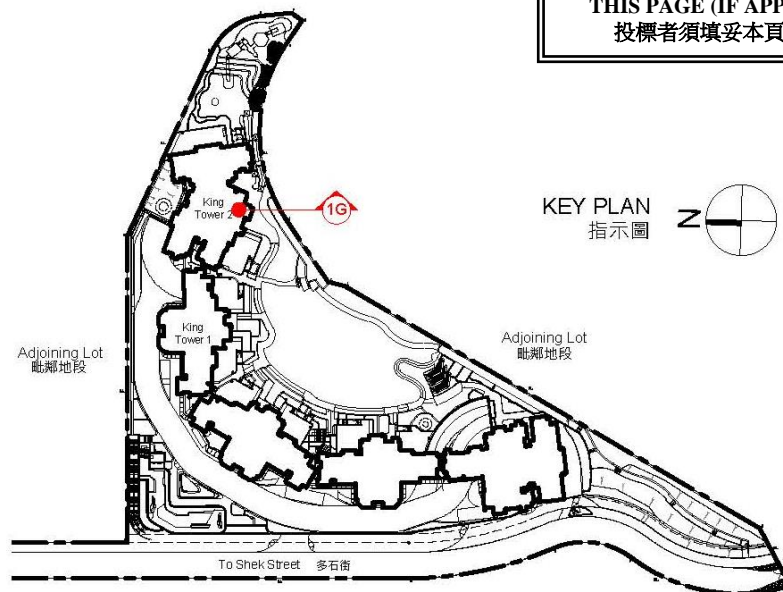 THIS PAGE (IF APP
投標者須填妥本頁
King
Tower 2
1G
KEY PLAN
指示圖
N
King
Tower 1
Adjoining Lot
毗鄰地段
Adjoining Lot
毗鄰地段
To Shek Street 多石街